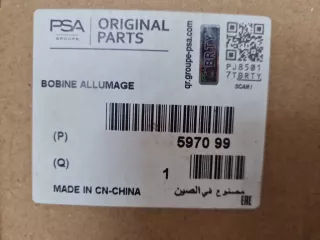 PSA
GROUPE
ORIGINAL
PARTS
qr.groupe-psa.com
BRTY
PJ8501
7TBRTY
SCAN!
BOBINE ALLUMAGE
(P)
5970 99
(Q)
1
MADE IN CN-CHINA
مصنوع في الصين
EAC